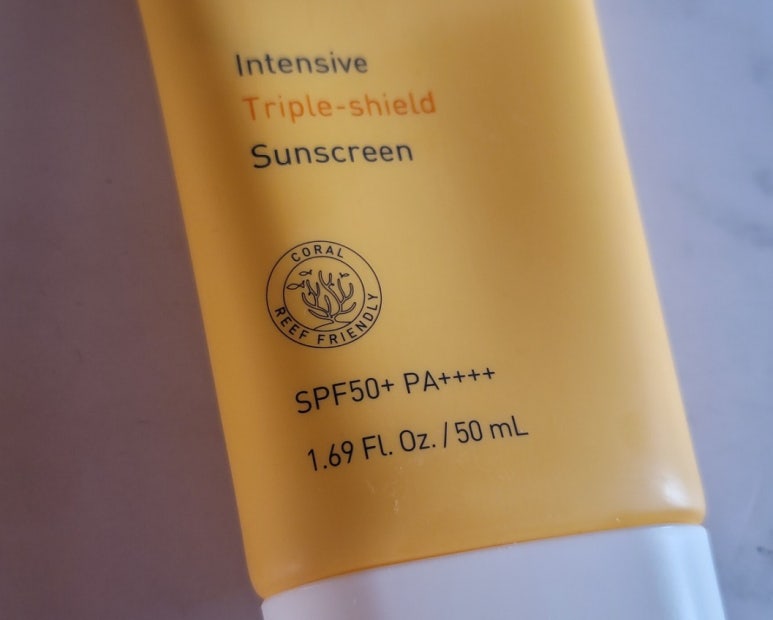 Intensive
Triple-shield
Sunscreen
CORAL
REEF FRIENDLY
SPF50+ PA++++
1.69 Fl. Oz. / 50 mL